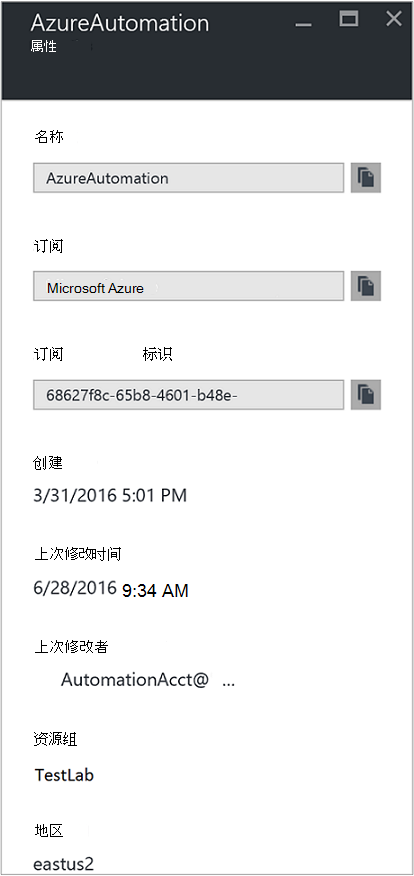 AzureAutomation
属性
名称
AzureAutomation
订阅
Microsoft Azure
订阅 标识
68627f8c-65b8-4601-b48e-
创建
3/31/2016 5:01 PM
上次修改时间
6/28/2016 9:34 AM
上次修改者
AutomationAcct@ ...
资源组
TestLab
地区
eastus2